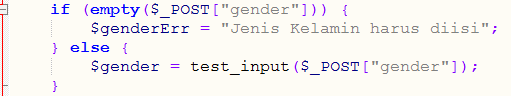 if (empty($_POST["gender"])) {
$genderErr = "Jenis Kelamin harus diisi";
} else {
$gender = test_input($_POST["gender"]);
}